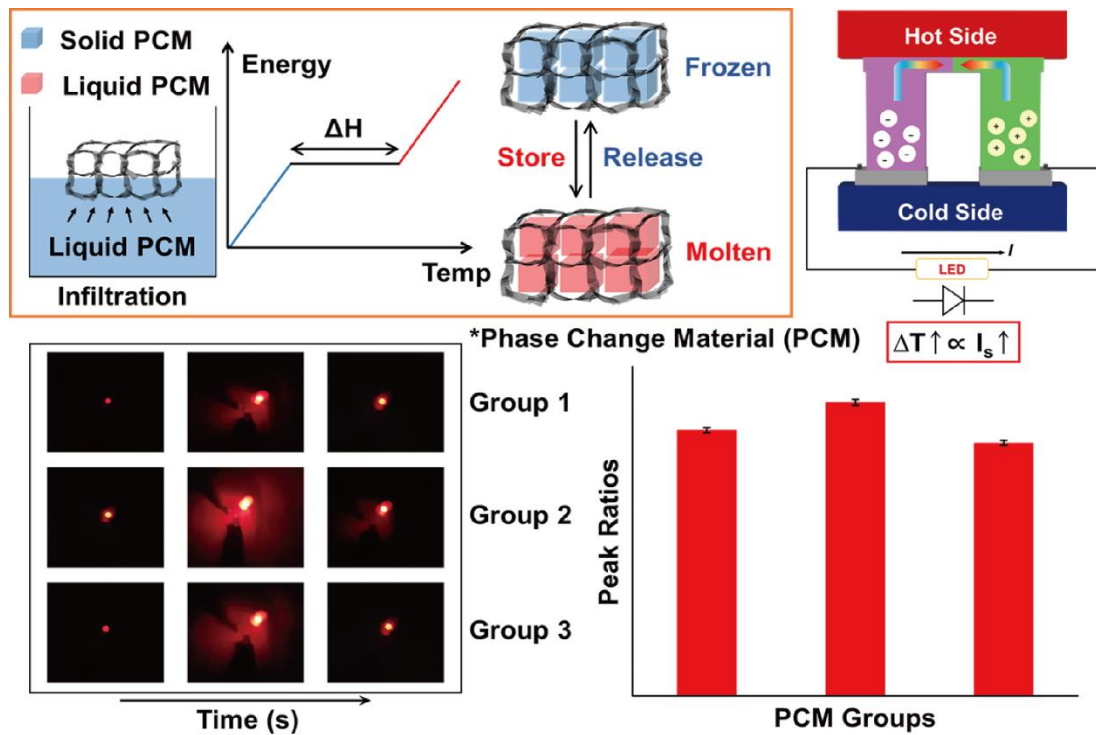 Solid PCM
Liquid PCM
Liquid PCM
Infiltration
Energy
ΔH
Temp
Frozen
Store
Release
Molten
Hot Side
- - - - -
+ + + + +
Cold Side
I
LED
ΔT ↑ ∝ Is ↑
*Phase Change Material (PCM)
Group 1
Group 2
Group 3
Time (s)
Peak Ratios
PCM Groups